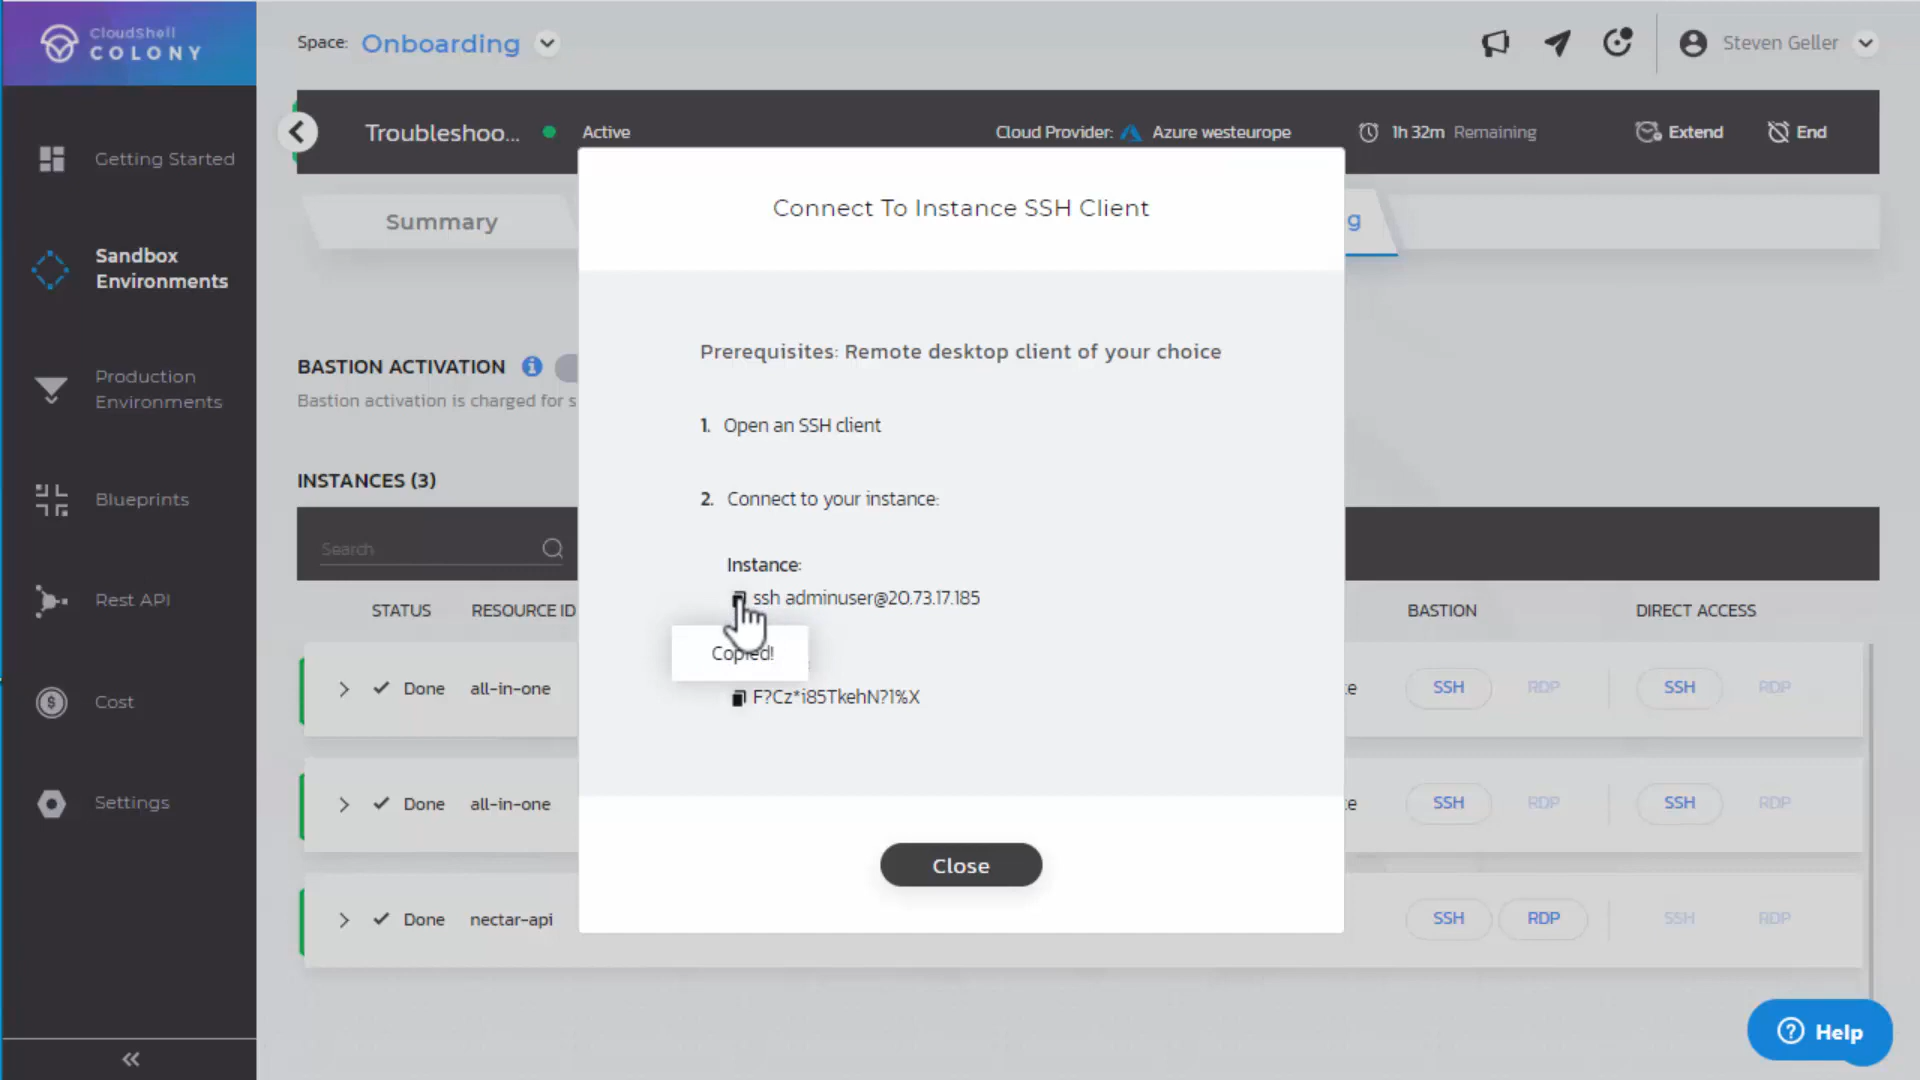 CloudShell
COLONY
Space: Onboarding
Steven Geller
Getting Started
Sandbox
Environments
Production
Environments
Blueprints
Rest API
Cost
Settings
Troubleshoo... Active
Cloud Provider: Azure westeurope
1h 32m Remaining
Extend
End
Summary
g
BASTION ACTIVATION
Bastion activation is charged for s
INSTANCES (3)
Search
STATUS RESOURCE ID BASTION DIRECT ACCESS
Done all-in-one te SSH RDP SSH RDP
Done all-in-one te SSH RDP SSH RDP
Done nectar-api SSH RDP SSH RDP
Connect To Instance SSH Client
Prerequisites: Remote desktop client of your choice
1. Open an SSH client
2. Connect to your instance:
Instance:
ssh adminuser@20.73.17.185
Copied!
F?Cz*i85TkehN?1%X
Close
Help